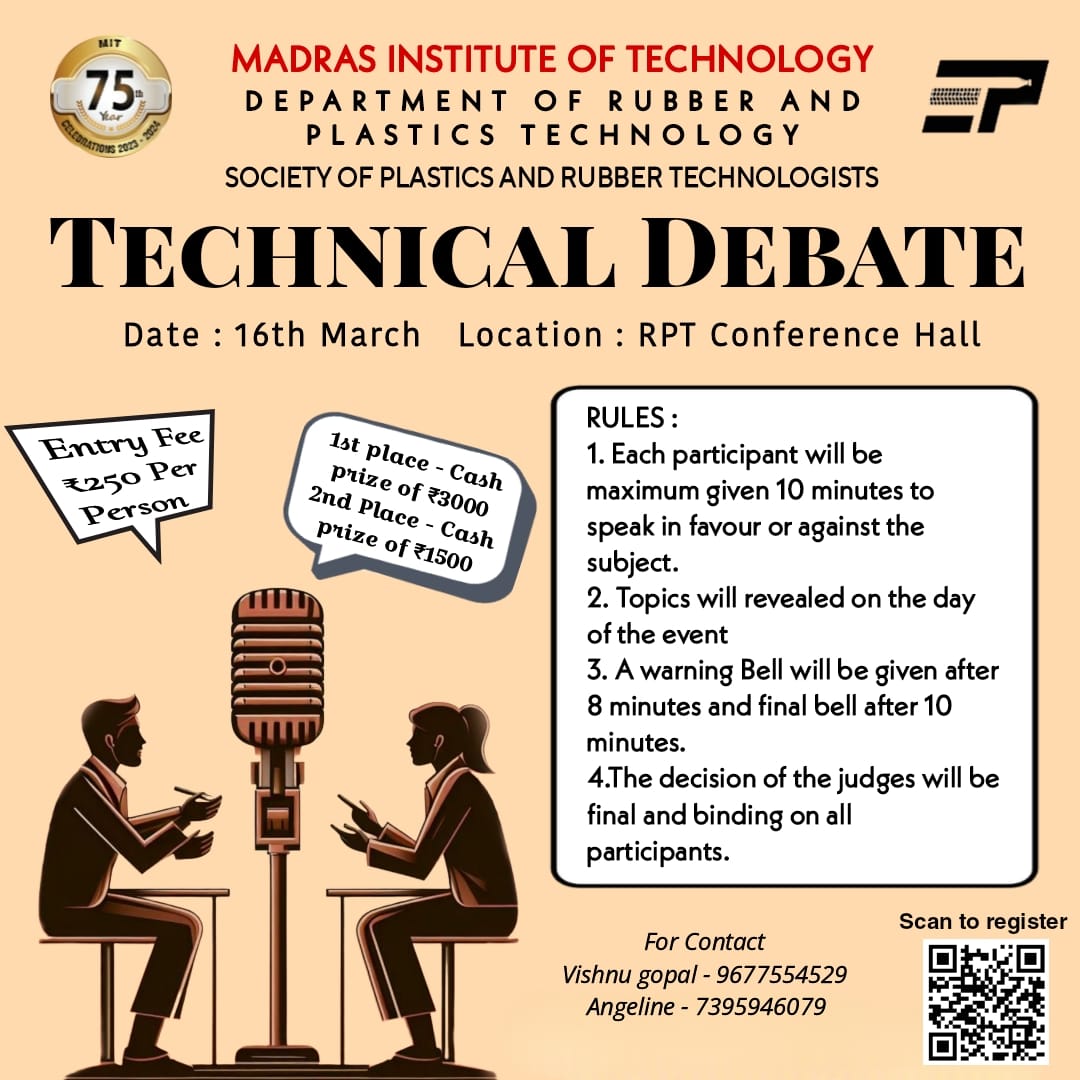 MIT
75th
Year
CELEBRATIONS 2023 - 2024
MADRAS INSTITUTE OF TECHNOLOGY
DEPARTMENT OF RUBBER AND
PLASTICS TECHNOLOGY
SOCIETY OF PLASTICS AND RUBBER TECHNOLOGISTS
TECHNICAL DEBATE
Date : 16th March Location : RPT Conference Hall
Entry Fee
₹250 Per
Person
1st place - Cash
prize of ₹3000
2nd Place - Cash
prize of ₹1500
RULES :
1. Each participant will be
maximum given 10 minutes to
speak in favour or against the
subject.
2. Topics will revealed on the day
of the event
3. A warning Bell will be given after
8 minutes and final bell after 10
minutes.
4.The decision of the judges will be
final and binding on all
participants.
For Contact
Vishnu gopal - 9677554529
Angeline - 7395946079
Scan to register